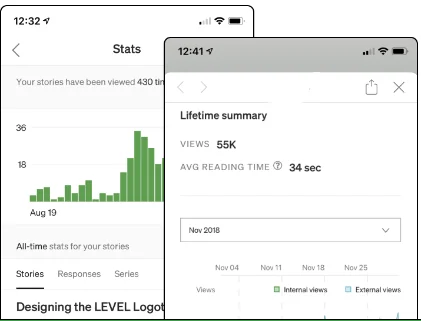 12:32
Stats
Your stories have been viewed 430 tim
36
18
Aug 19
All-time stats for your stories
Stories Responses Series
Designing the LEVEL Logot
12:41
Lifetime summary
VIEWS 55K
AVG READING TIME ? 34 sec
Nov 2018
Nov 04 Nov 11 Nov 18 Nov 25
Views Internal views External views